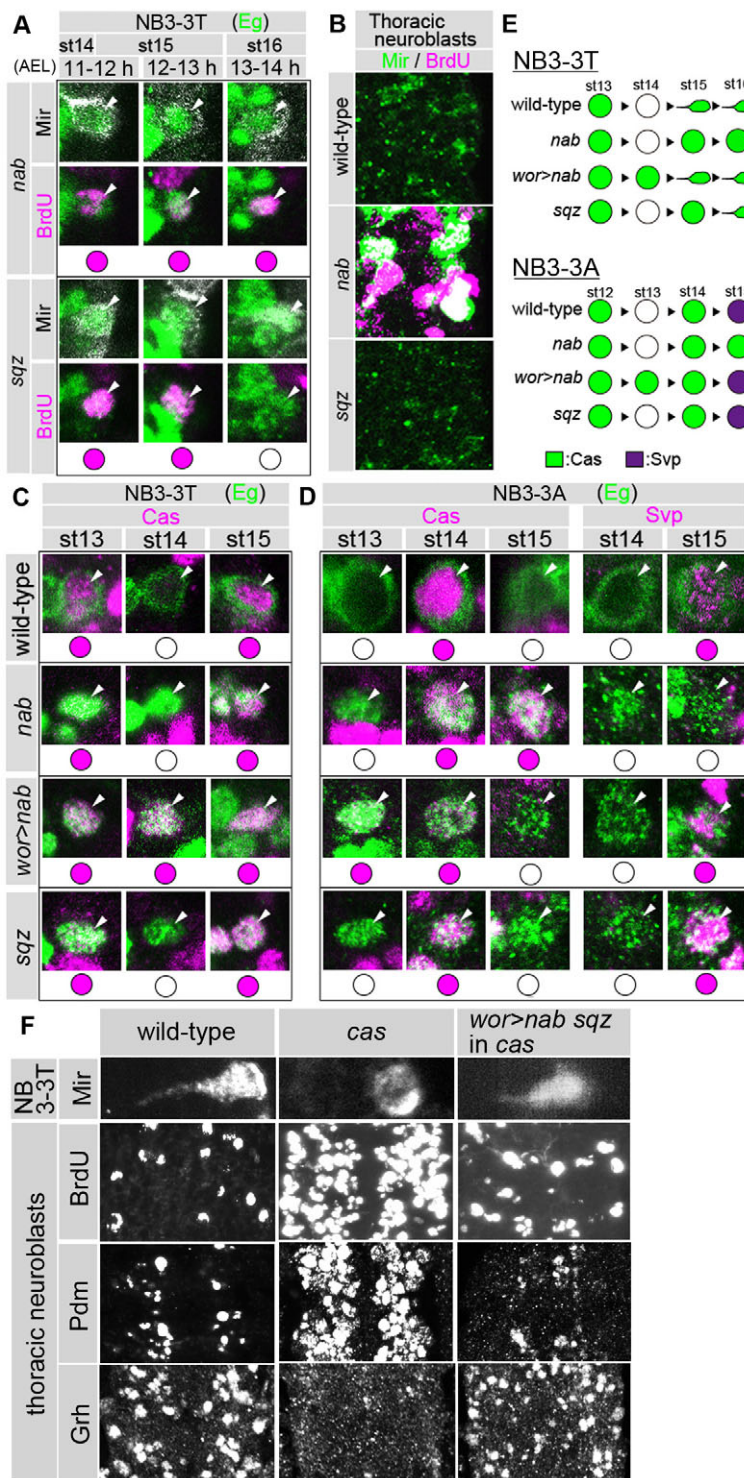 A
NB3-3T (Eg)
st14 st15 st16
(AEL) 11-12 h 12-13 h 13-14 h
nab
Mir
BrdU
sqz
Mir
BrdU
B
Thoracic
neuroblasts
Mir / BrdU
wild-type
nab
sqz
E
NB3-3T
st13 st14 st15
wild-type
nab
wor>nab
sqz
NB3-3A
st12 st13 st14
wild-type
nab
wor>nab
sqz
:Cas :Svp
C
NB3-3T (Eg)
Cas
st13 st14 st15
wild-type
nab
wor>nab
sqz
D
NB3-3A (Eg)
Cas Svp
st13 st14 st15 st14 st15
F
wild-type cas wor>nab sqz
in cas
NB
3-3T
Mir
thoracic neuroblasts
BrdU
Pdm
Grh